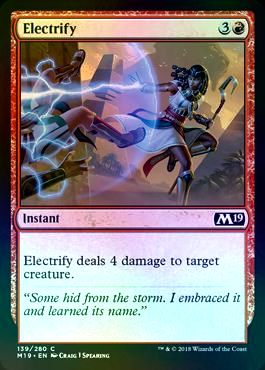 Electrify 3
Instant M19
Electrify deals 4 damage to target
creature.
“Some hid from the storm. I embraced it
and learned its name.”
139/280 C
M19 • EN CRAIG J SPEARING
™ & © 2018 Wizards of the Coast